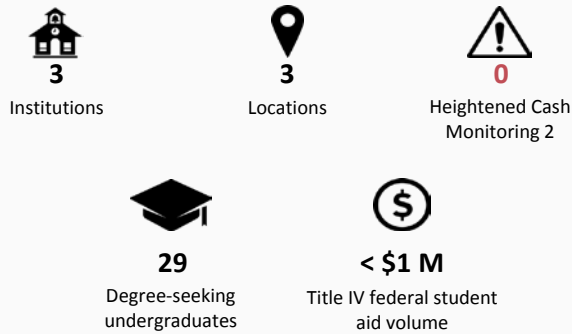 3
Institutions
3
Locations
0
Heightened Cash
Monitoring 2
29
Degree-seeking
undergraduates
< $1 M
Title IV federal student
aid volume